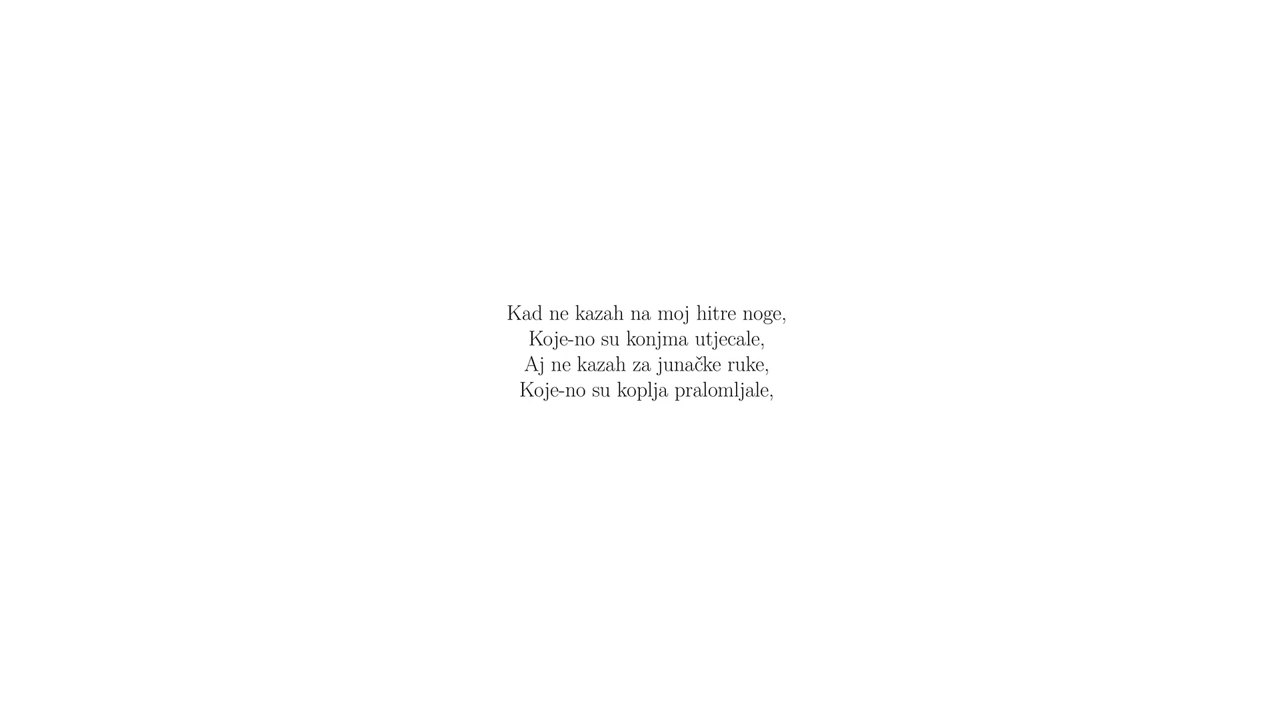 Kad ne kazah na moj hitre noge,
Koje-no su konjma utjecale,
Aj ne kazah za junačke ruke,
Koje-no su koplja pralomljale,